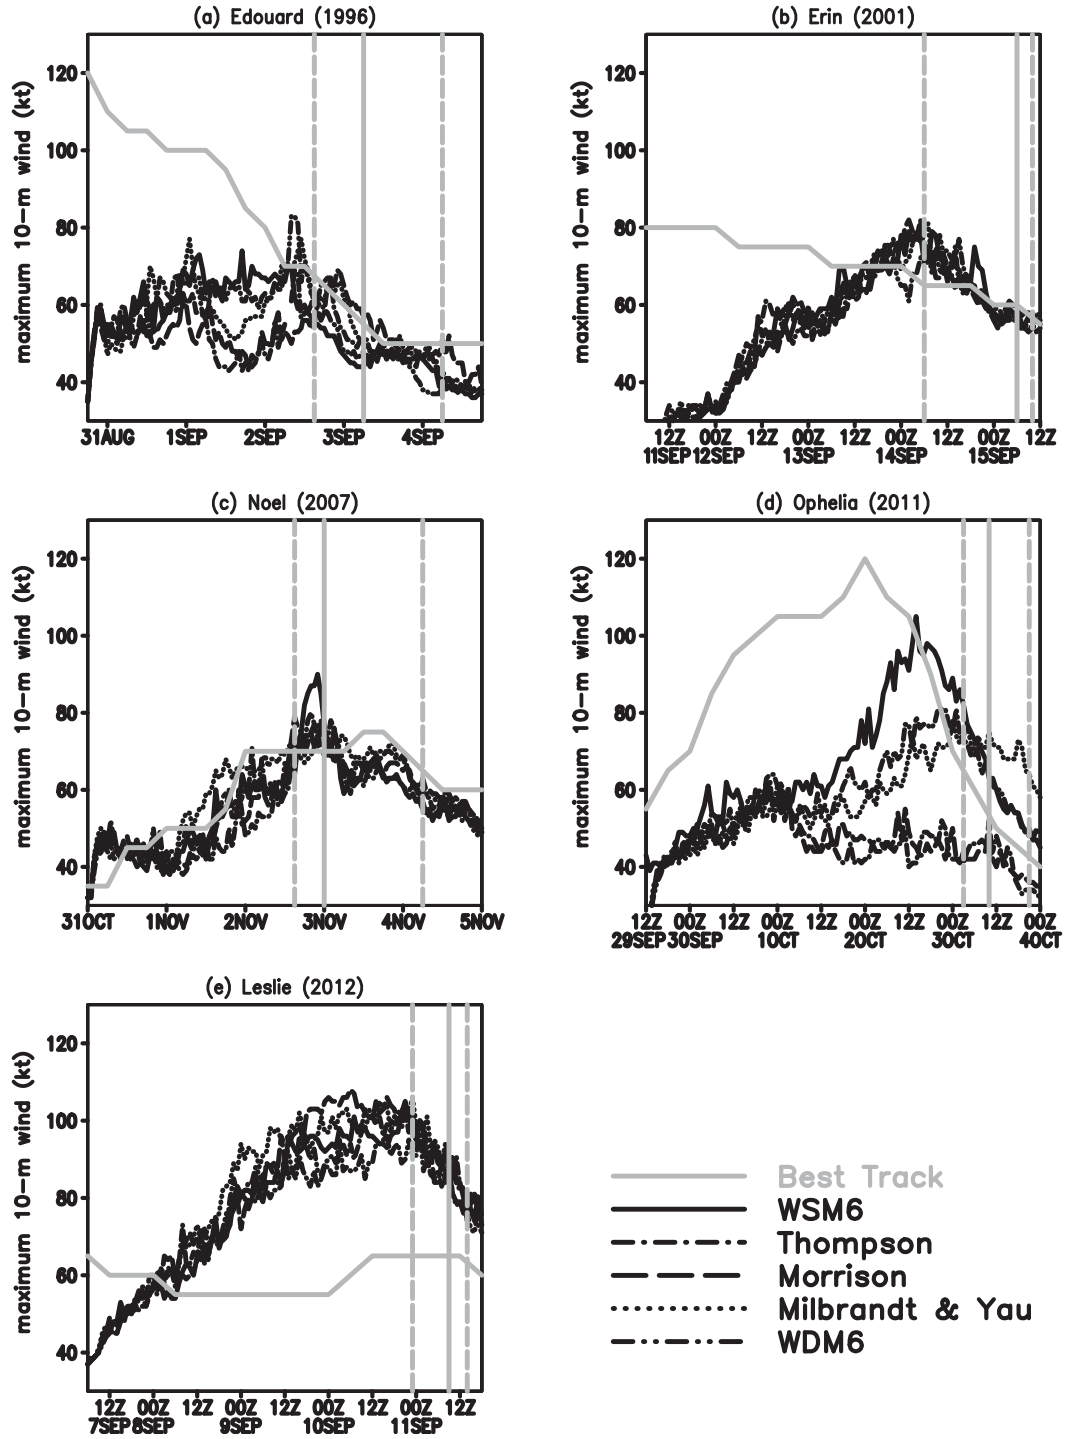 (a) Edouard (1996)
maximum 10-m wind (kt)
120
100
80
60
40
31AUG 1SEP 2SEP 3SEP 4SEP
(b) Erin (2001)
maximum 10-m wind (kt)
120
100
80
60
40
12Z 00Z 12Z 00Z 12Z 00Z 12Z 00Z 12Z
11SEP 12SEP 13SEP 14SEP 15SEP
(c) Noel (2007)
maximum 10-m wind (kt)
120
100
80
60
40
31OCT 1NOV 2NOV 3NOV 4NOV 5NOV
(d) Ophelia (2011)
maximum 10-m wind (kt)
120
100
80
60
40
12Z 00Z 12Z 00Z 12Z 00Z 12Z 00Z 12Z 00Z
29SEP 30SEP 1OCT 2OCT 3OCT 4OCT
(e) Leslie (2012)
maximum 10-m wind (kt)
120
100
80
60
40
12Z 00Z 12Z 00Z 12Z 00Z 12Z 00Z 12Z
7SEP 8SEP 9SEP 10SEP 11SEP
Best Track
WSM6
Thompson
Morrison
Milbrandt & Yau
WDM6